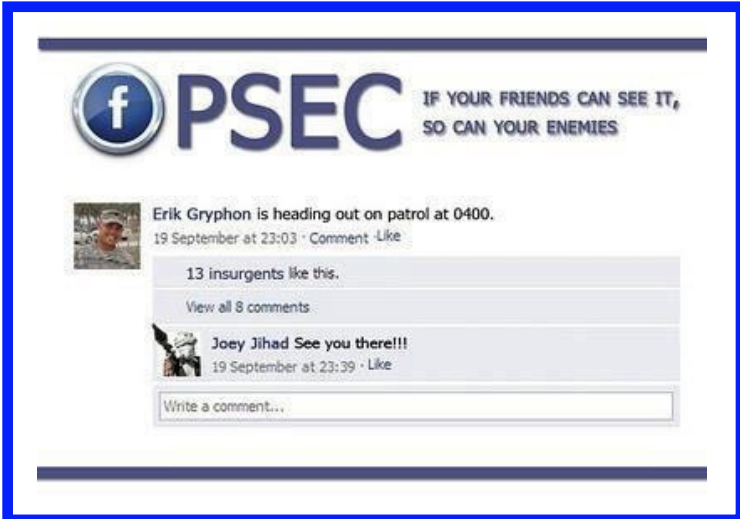 fPSEC
IF YOUR FRIENDS CAN SEE IT,
SO CAN YOUR ENEMIES
Erik Gryphon is heading out on patrol at 0400.
19 September at 23:03 · Comment ·Like
13 insurgents like this.
View all 8 comments
Joey Jihad See you there!!!
19 September at 23:39 · Like
Write a comment...